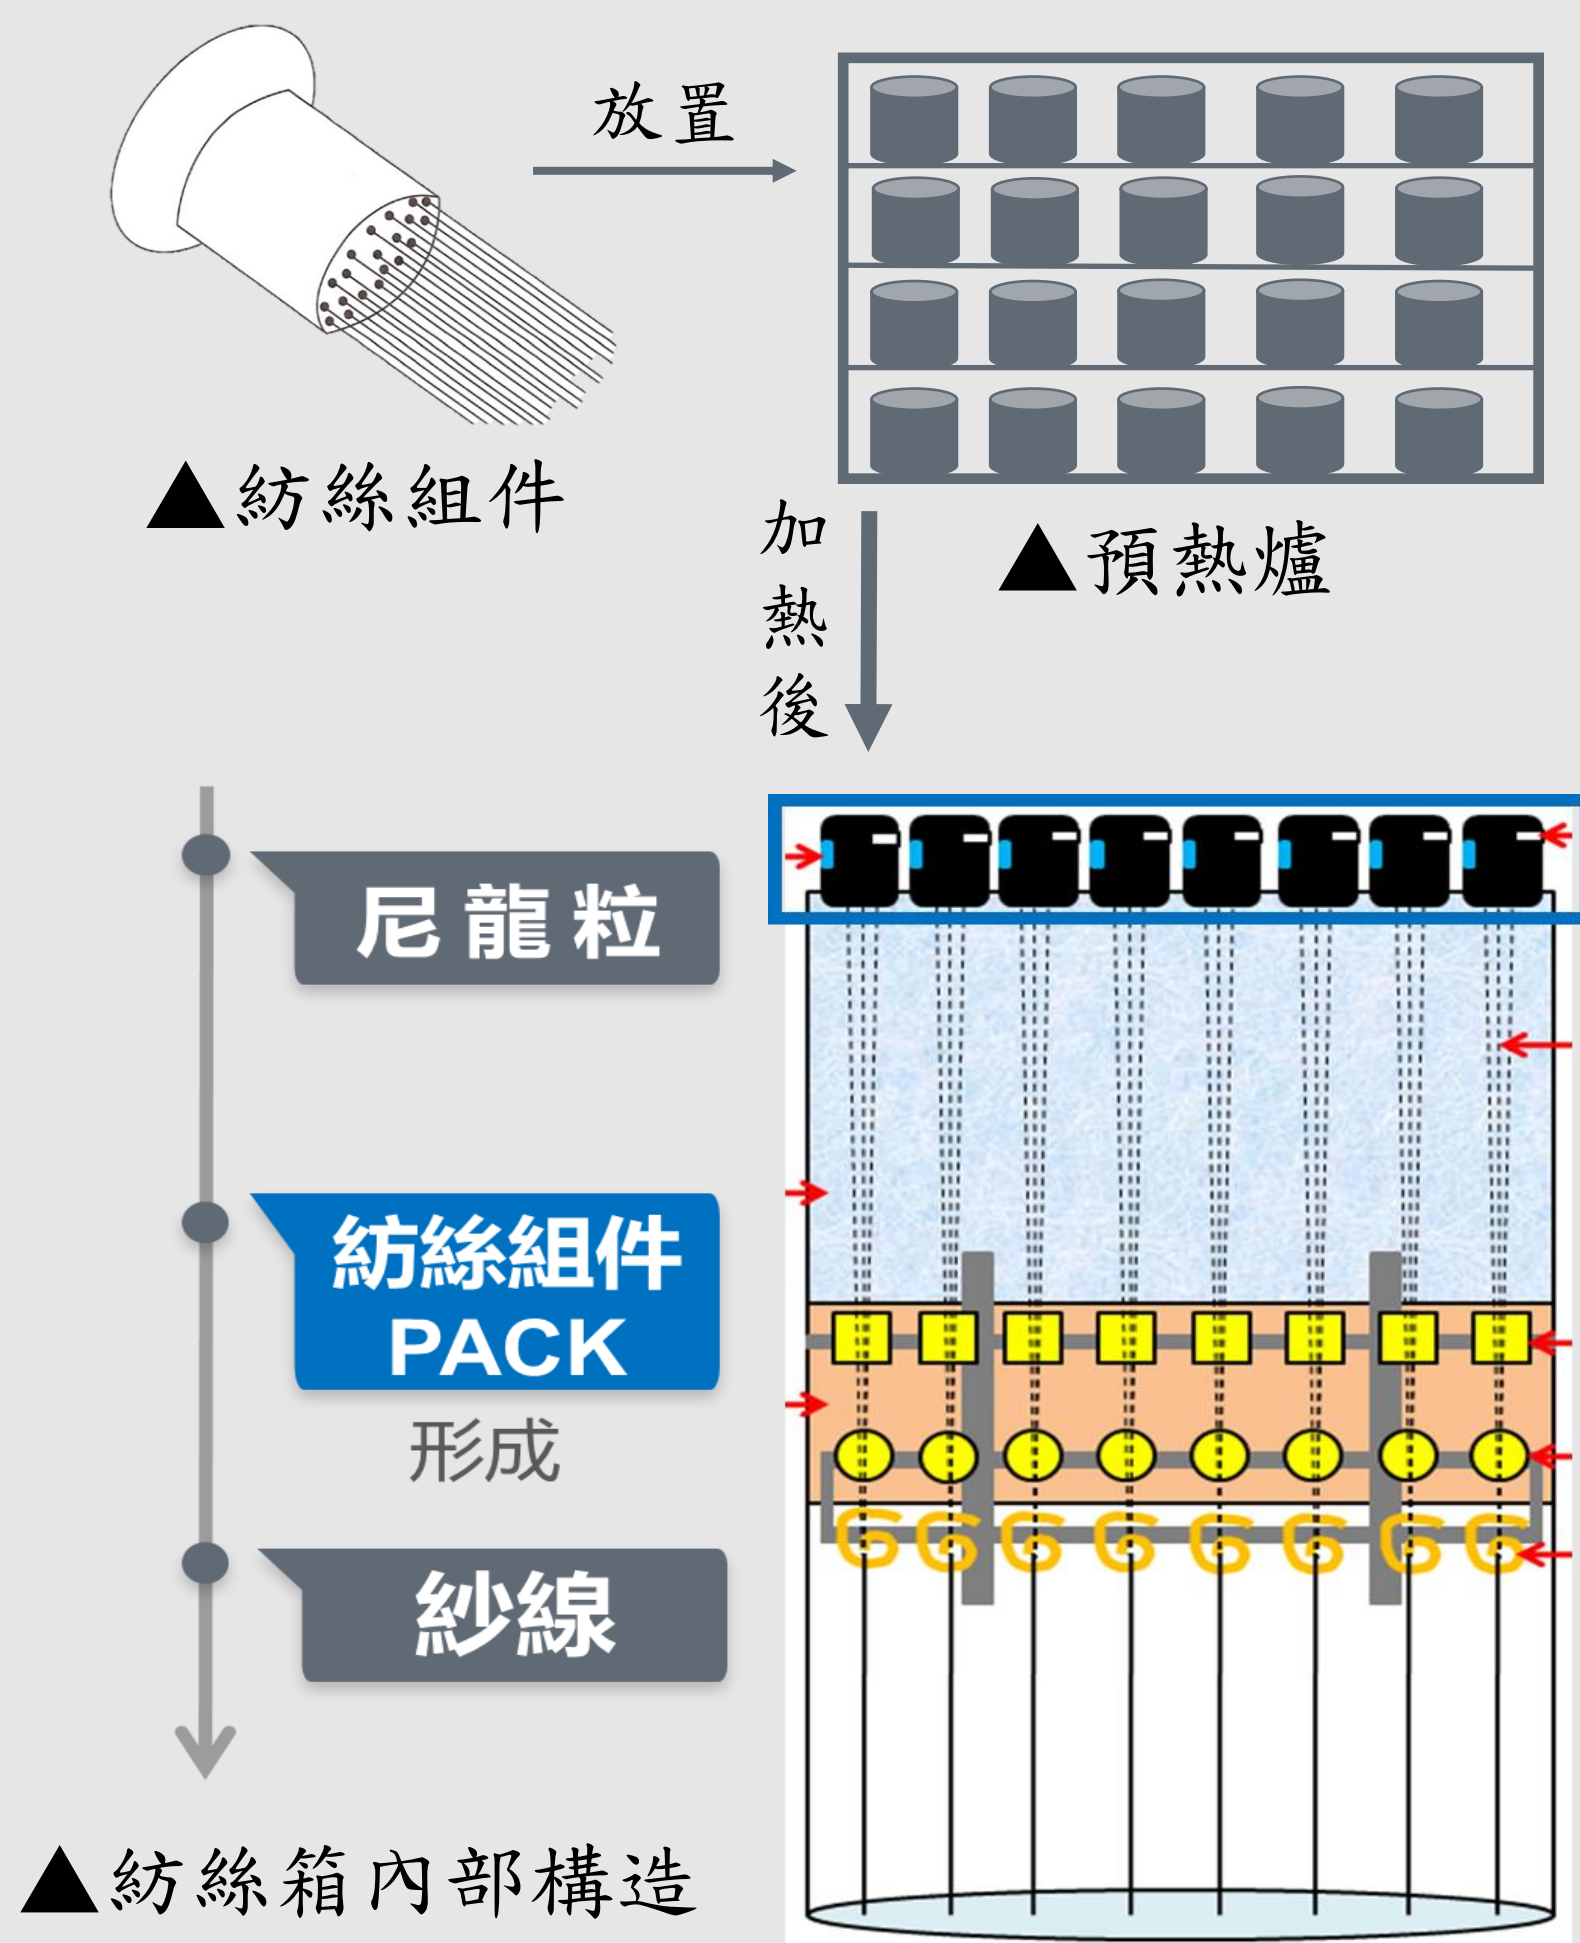 放置
▲紡絲組件
▲預熱爐
加熱後
尼龍粒
紡絲組件
PACK
形成
紗線
▲紡絲箱內部構造